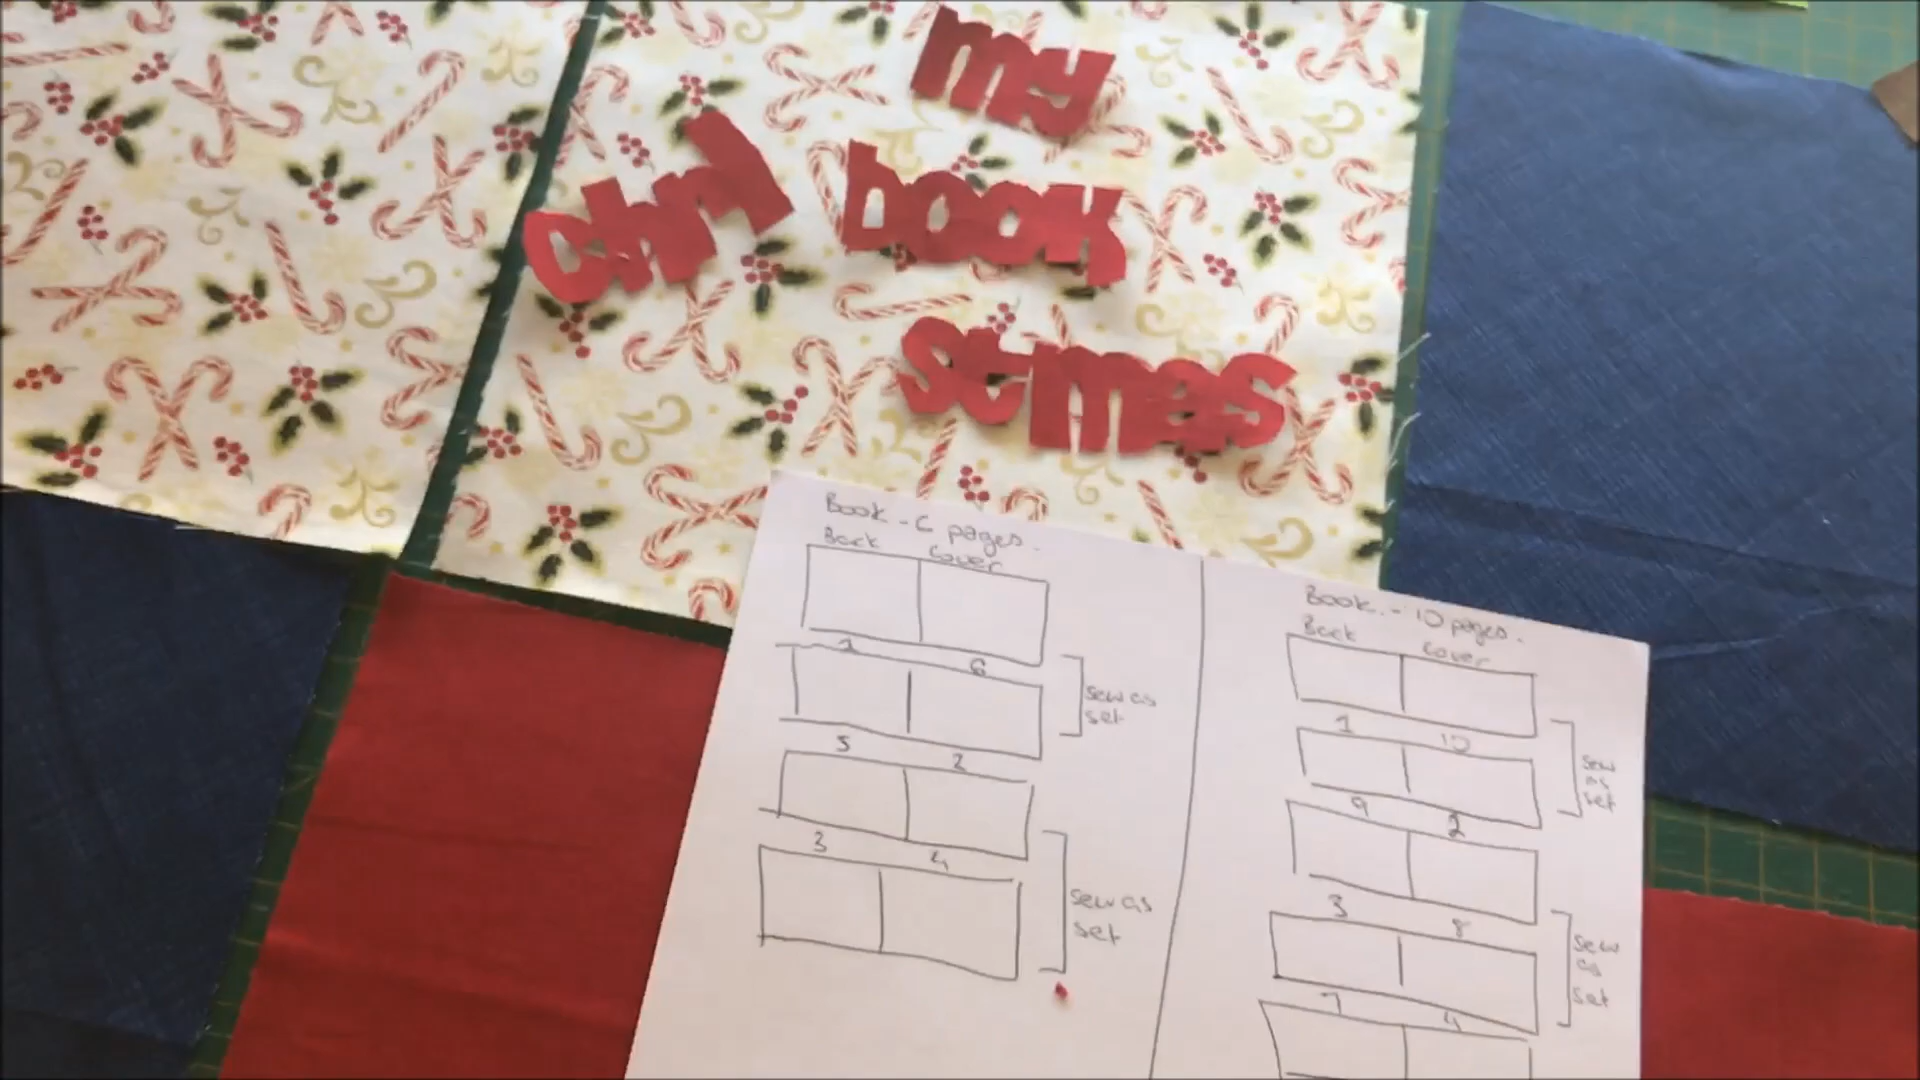 my
chri book
stmas
Book - 6 pages.
Back Cover
1 6
sew as
set
5 2
3 4
sew as
set
Book - 10 pages.
Back Cover
1 10
sew
as
set
9 2
3 8
sew
as
set
7 4